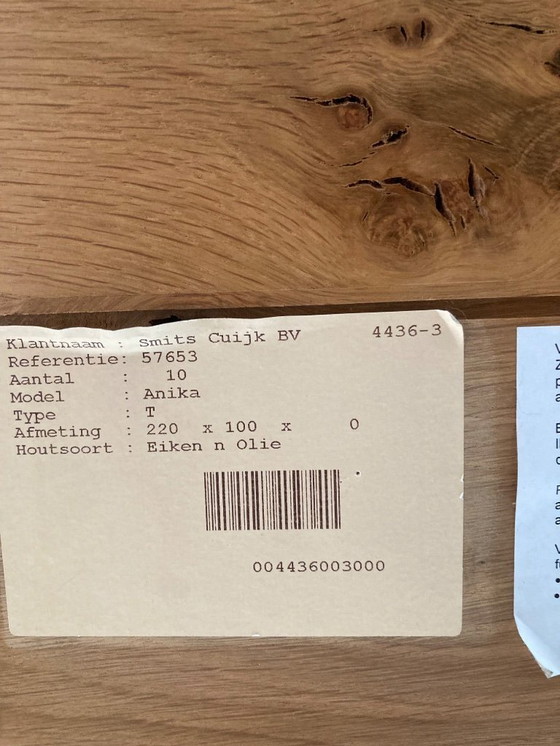 4436-3
Klantnaam : Smits Cuijk BV
Referentie: 57653
Aantal : 10
Model : Anika
Type : T
Afmeting : 220 x 100 x 0
Houtsoort : Eiken n Olie
004436003000